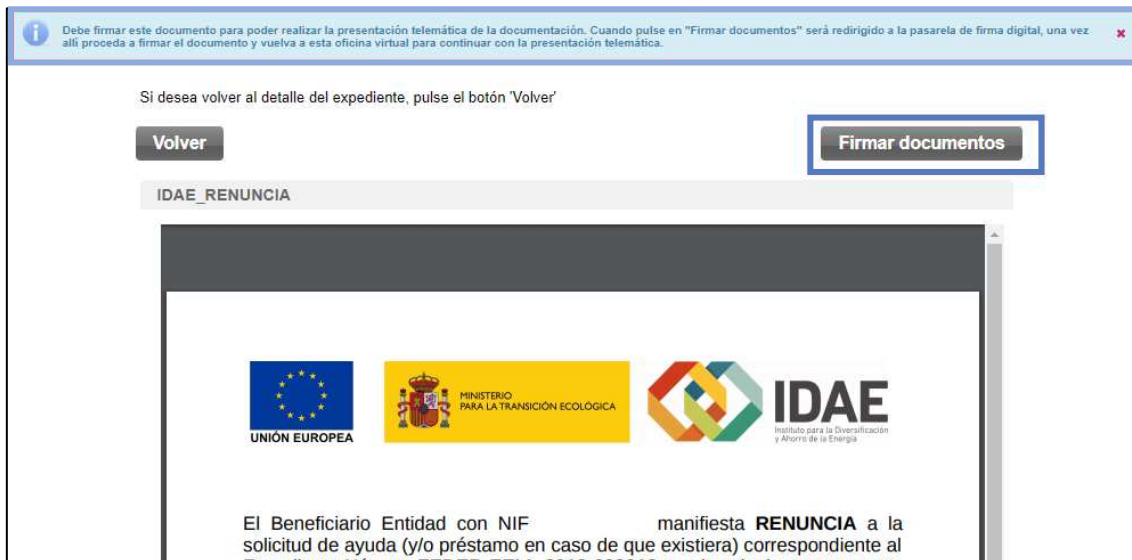 Debe firmar este documento para poder realizar la presentación telemática de la documentación. Cuando pulse en "Firmar documentos" será redirigido a la pasarela de firma digital, una vez
allí proceda a firmar el documento y vuelva a esta oficina virtual para continuar con la presentación telemática.
Si desea volver al detalle del expediente, pulse el botón 'Volver'
Volver
Firmar documentos
IDAE_RENUNCIA
UNIÓN EUROPEA
MINISTERIO
PARA LA TRANSICIÓN ECOLÓGICA
IDAE
Instituto para la Diversificación
y Ahorro de la Energía
El Beneficiario Entidad con NIF manifiesta RENUNCIA a la
solicitud de ayuda (y/o préstamo en caso de que existiera) correspondiente al